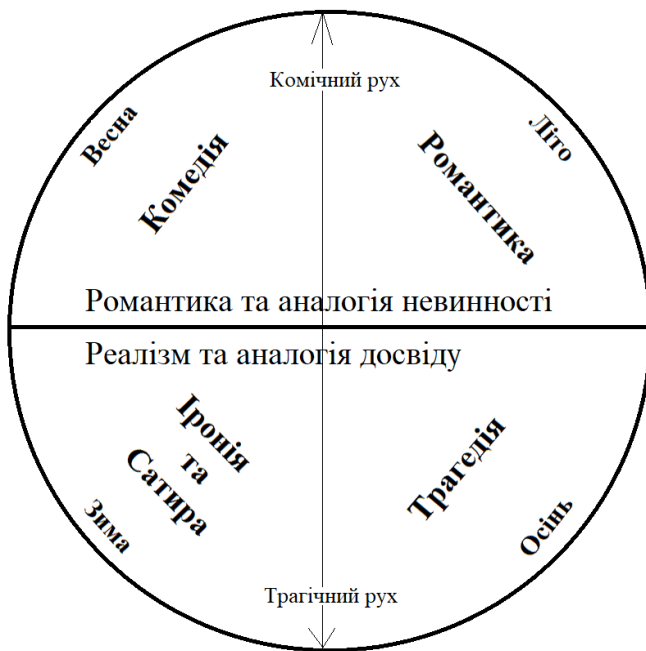 Комічний рух
Весна
Комедія
Літо
Романтика
Романтика та аналогія невинності
Реалізм та аналогія досвіду
Іронія
та
Сатира
Зима
Трагедія
Осінь
Трагічний рух